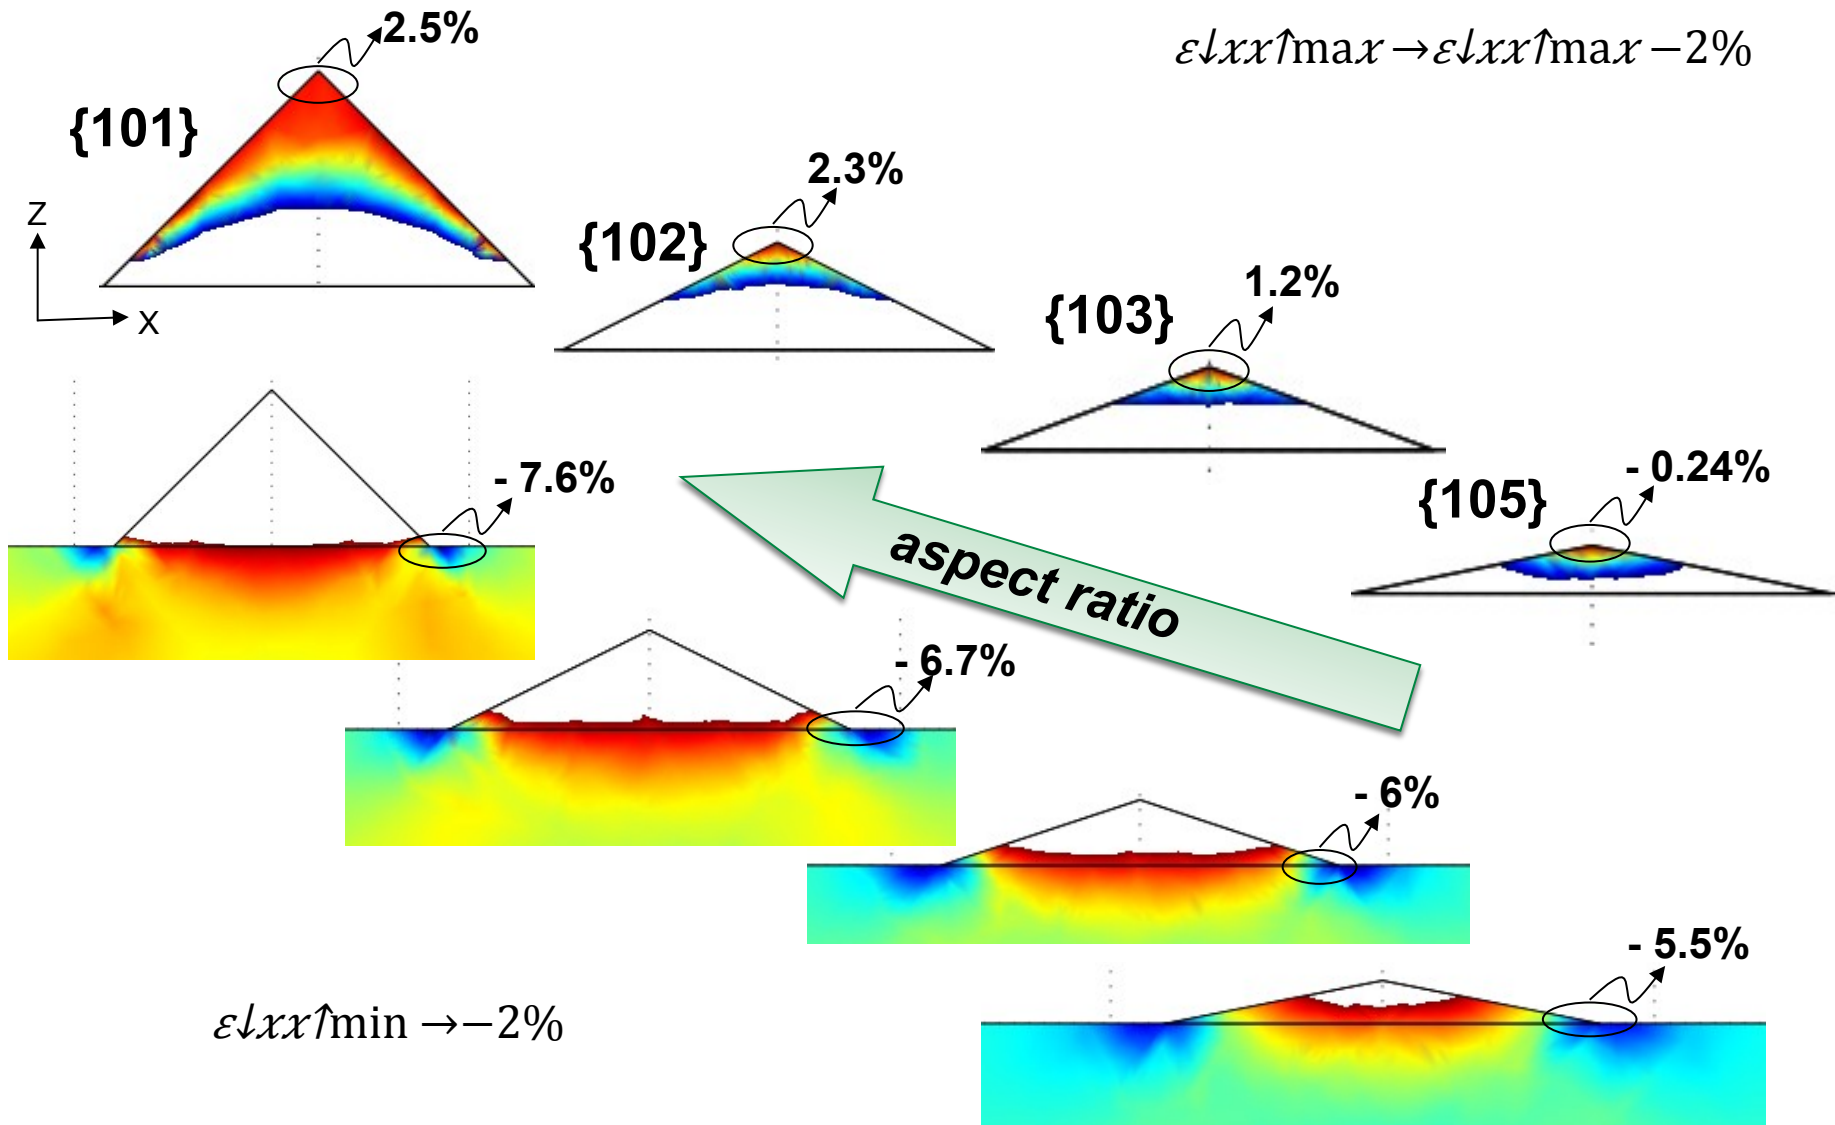 2.5%
ε↓xx↑max→ε↓xx↑max−2%
{101}
2.3%
Z
{102}
1.2%
{103}
X
- 0.24%
- 7.6%
{105}
aspect ratio
- 6.7%
- 6%
- 5.5%
ε↓xx↑min →−2%